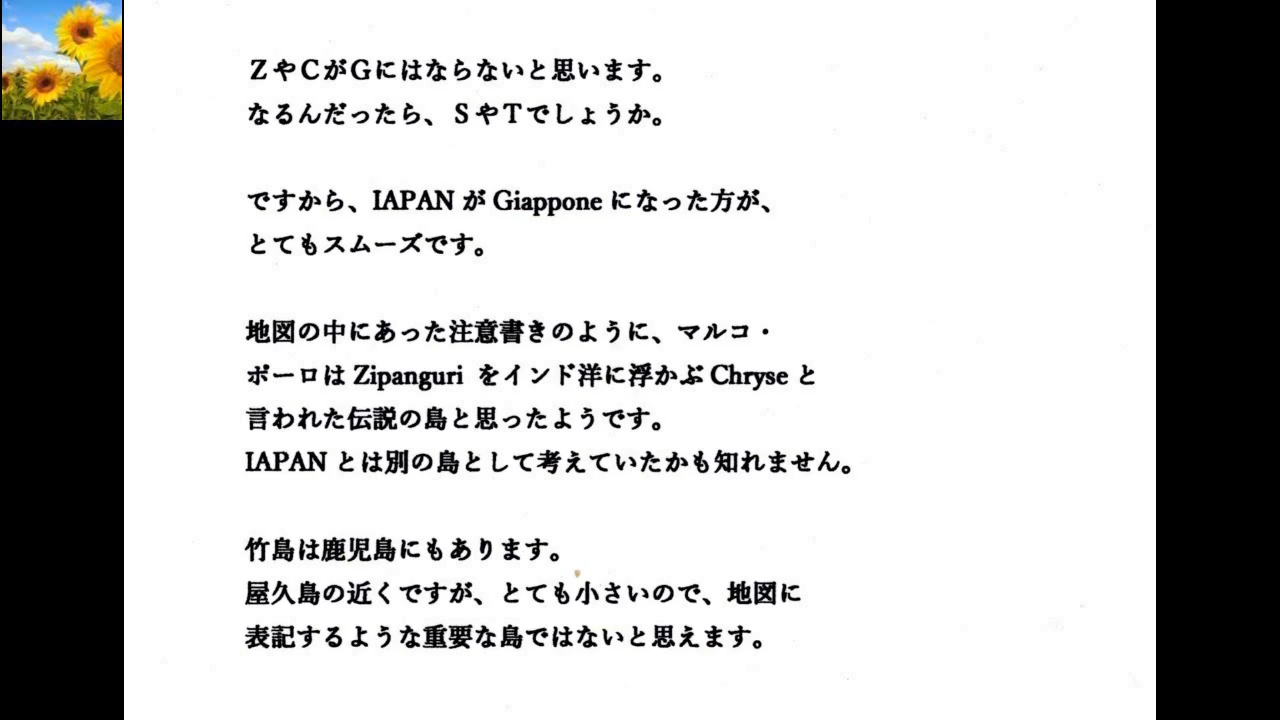 ＺやＣがＧにはならないと思います。
なるんだったら、ＳやＴでしょうか。
ですから、IAPAN が Giappone になった方が、
とてもスムーズです。
地図の中にあった注意書きのように、マルコ・
ポーロは Zipanguri をインド洋に浮かぶ Chryse と
言われた伝説の島と思ったようです。
IAPAN とは別の島として考えていたかも知れません。
竹島は鹿児島にもあります。
屋久島の近くですが、とても小さいので、地図に
表記するような重要な島ではないと思えます。